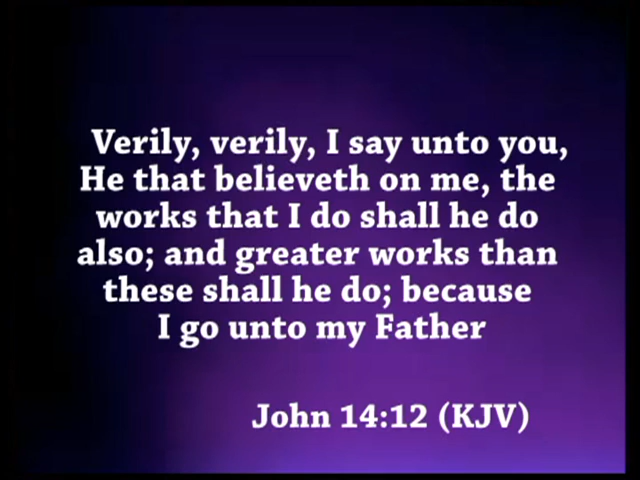 Verily, verily, I say unto you,
He that believeth on me, the
works that I do shall he do
also; and greater works than
these shall he do; because
I go unto my Father
John 14:12 (KJV)